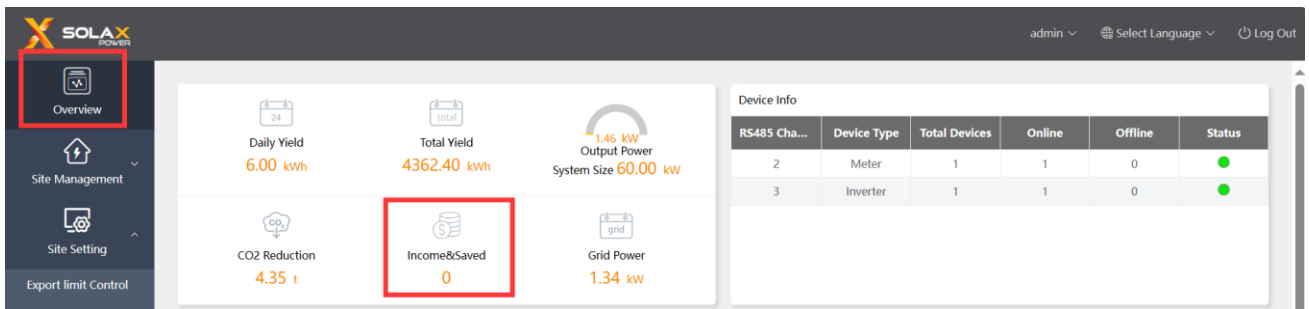 SOLAX
POWER
admin
Select Language
Log Out
Overview
Site Management
Site Setting
Export limit Control
24
Daily Yield
6.00 kWh
total
Total Yield
4362.40 kWh
1.46 kW
Output Power
System Size 60.00 kW
CO2
CO2 Reduction
4.35 t
Income&Saved
0
grid
Grid Power
1.34 kW
Device Info
RS485 Cha... Device Type Total Devices Online Offline Status
2 Meter 1 1 0
3 Inverter 1 1 0